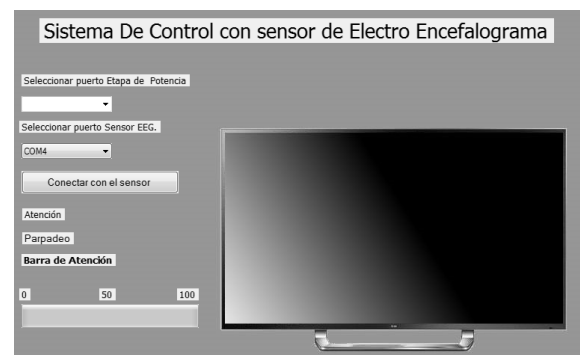 Sistema De Control con sensor de Electro Encefalograma
Seleccionar puerto Etapa de Potencia
Seleccionar puerto Sensor EEG.
COM4
Conectar con el sensor
Atención
Parpadeo
Barra de Atención
0 50 100